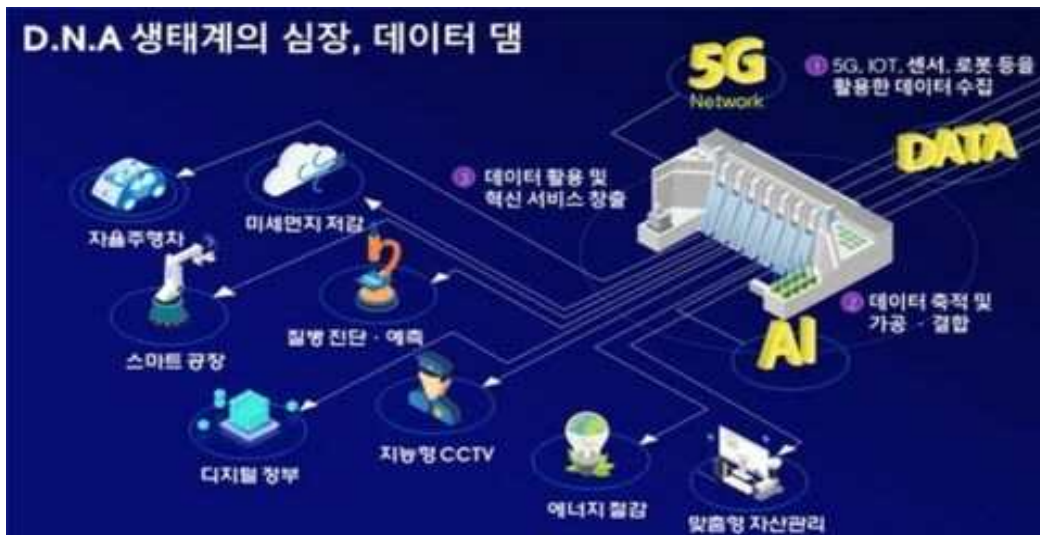 D.N.A 생태계의 심장, 데이터 댐
5G
Network
① 5G, IOT, 센서, 로봇 등을
활용한 데이터 수집
DATA
③ 데이터 활용 및
혁신 서비스 창출
자율주행차
미세먼지 저감
스마트 공장
질병 진단 · 예측
② 데이터 축적 및
가공 · 결합
AI
디지털 정부
지능형 CCTV
에너지 절감
맞춤형 자산관리